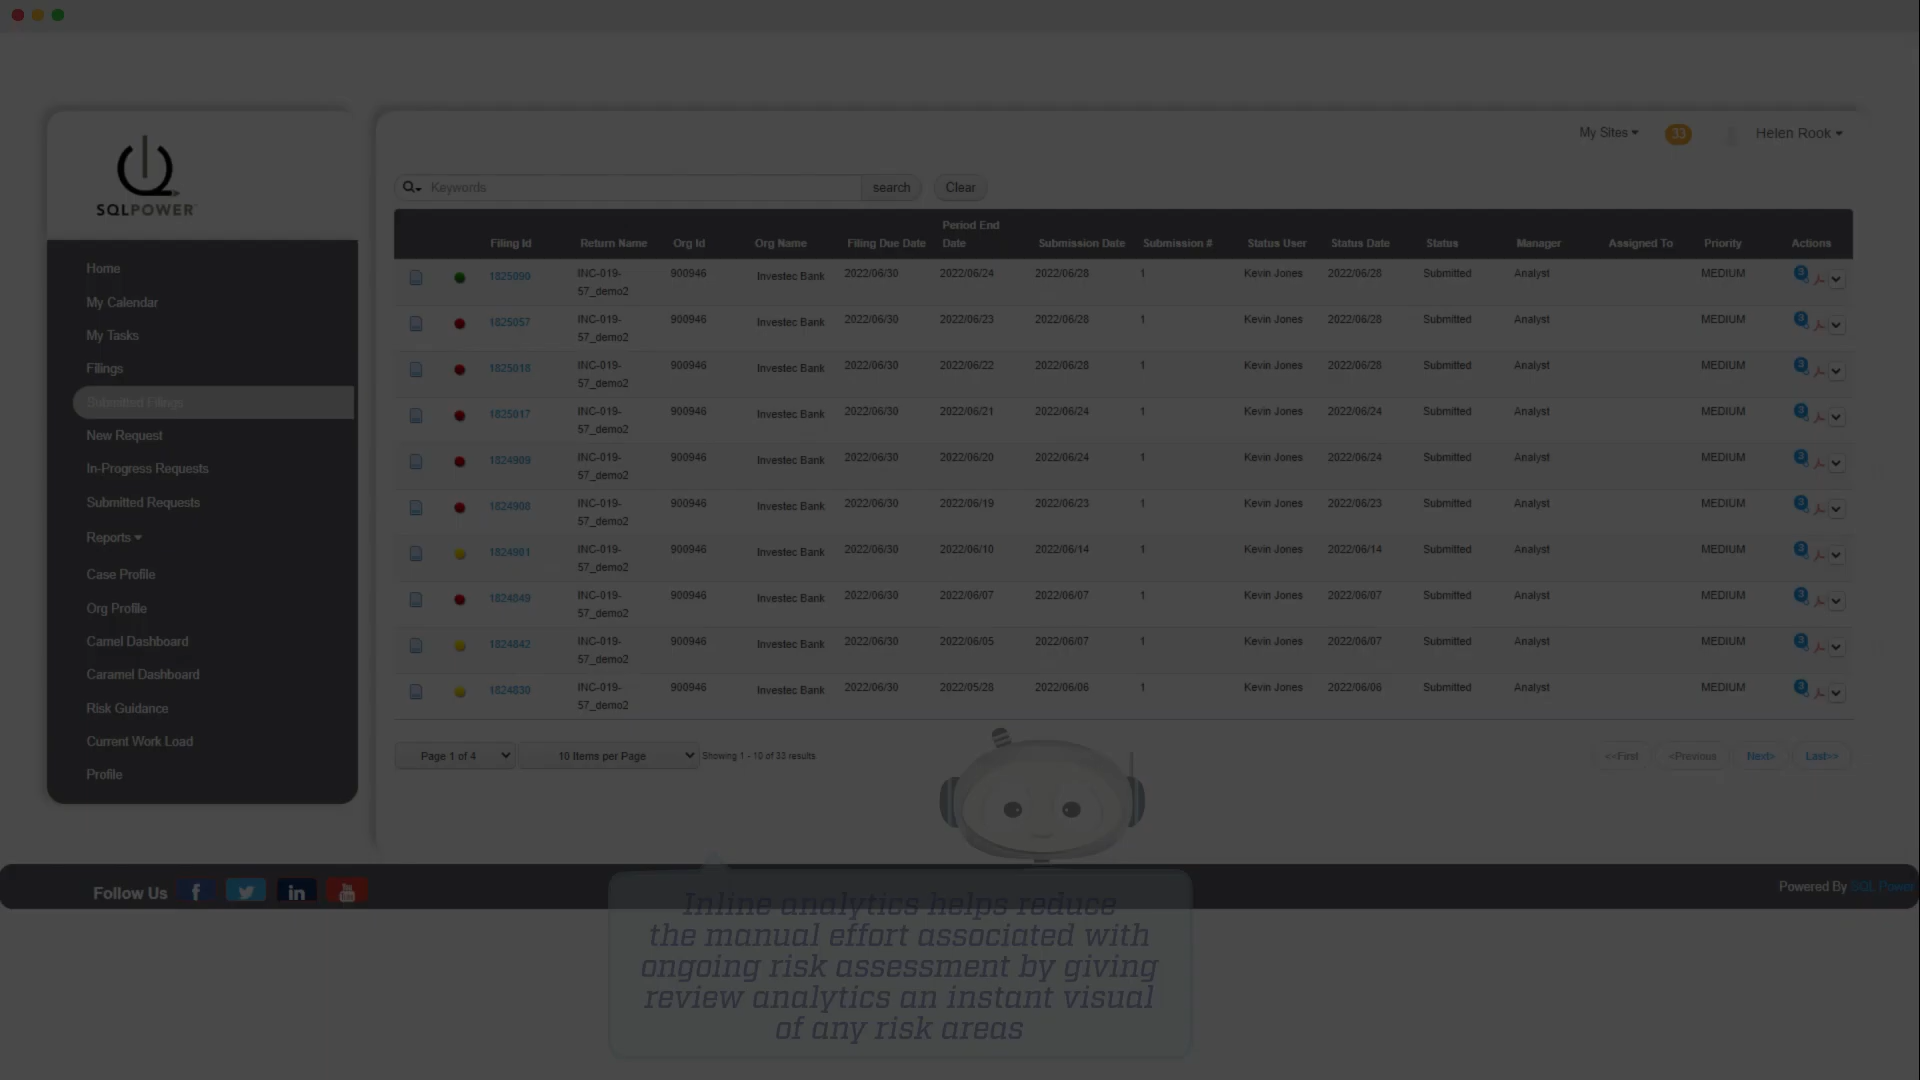 My Sites
33
Helen Rook
SQLPOWER
Keywords
search
Clear
Home
My Calendar
My Tasks
Filings
Submitted Filings
New Request
In-Progress Requests
Submitted Requests
Reports
Case Profile
Org Profile
Camel Dashboard
Caramel Dashboard
Risk Guidance
Current Work Load
Profile
Filing Id Return Name Org Id Org Name Filing Due Date Period End Date Submission Date Submission # Status User Status Date Status Manager Assigned To Priority Actions
1825090 INC-019-57_demo2 900946 Investec Bank 2022/06/30 2022/06/24 2022/06/28 1 Kevin Jones 2022/06/28 Submitted Analyst MEDIUM 3
1825057 INC-019-57_demo2 900946 Investec Bank 2022/06/30 2022/06/23 2022/06/28 1 Kevin Jones 2022/06/28 Submitted Analyst MEDIUM 3
1825018 INC-019-57_demo2 900946 Investec Bank 2022/06/30 2022/06/22 2022/06/28 1 Kevin Jones 2022/06/28 Submitted Analyst MEDIUM 3
1825017 INC-019-57_demo2 900946 Investec Bank 2022/06/30 2022/06/21 2022/06/24 1 Kevin Jones 2022/06/24 Submitted Analyst MEDIUM 3
1824909 INC-019-57_demo2 900946 Investec Bank 2022/06/30 2022/06/20 2022/06/24 1 Kevin Jones 2022/06/24 Submitted Analyst MEDIUM 3
1824908 INC-019-57_demo2 900946 Investec Bank 2022/06/30 2022/06/19 2022/06/23 1 Kevin Jones 2022/06/23 Submitted Analyst MEDIUM 3
1824901 INC-019-57_demo2 900946 Investec Bank 2022/06/30 2022/06/10 2022/06/14 1 Kevin Jones 2022/06/14 Submitted Analyst MEDIUM 3
1824849 INC-019-57_demo2 900946 Investec Bank 2022/06/30 2022/06/07 2022/06/07 1 Kevin Jones 2022/06/07 Submitted Analyst MEDIUM 3
1824842 INC-019-57_demo2 900946 Investec Bank 2022/06/30 2022/06/05 2022/06/07 1 Kevin Jones 2022/06/07 Submitted Analyst MEDIUM 3
1824830 INC-019-57_demo2 900946 Investec Bank 2022/06/30 2022/05/28 2022/06/06 1 Kevin Jones 2022/06/06 Submitted Analyst MEDIUM 3
Page 1 of 4 10 Items per Page Showing 1 - 10 of 33 results <<First <Previous Next> Last>>
Follow Us
Powered By SQL Power
Inline analytics helps reduce
the manual effort associated with
ongoing risk assessment by giving
review analytics an instant visual
of any risk areas